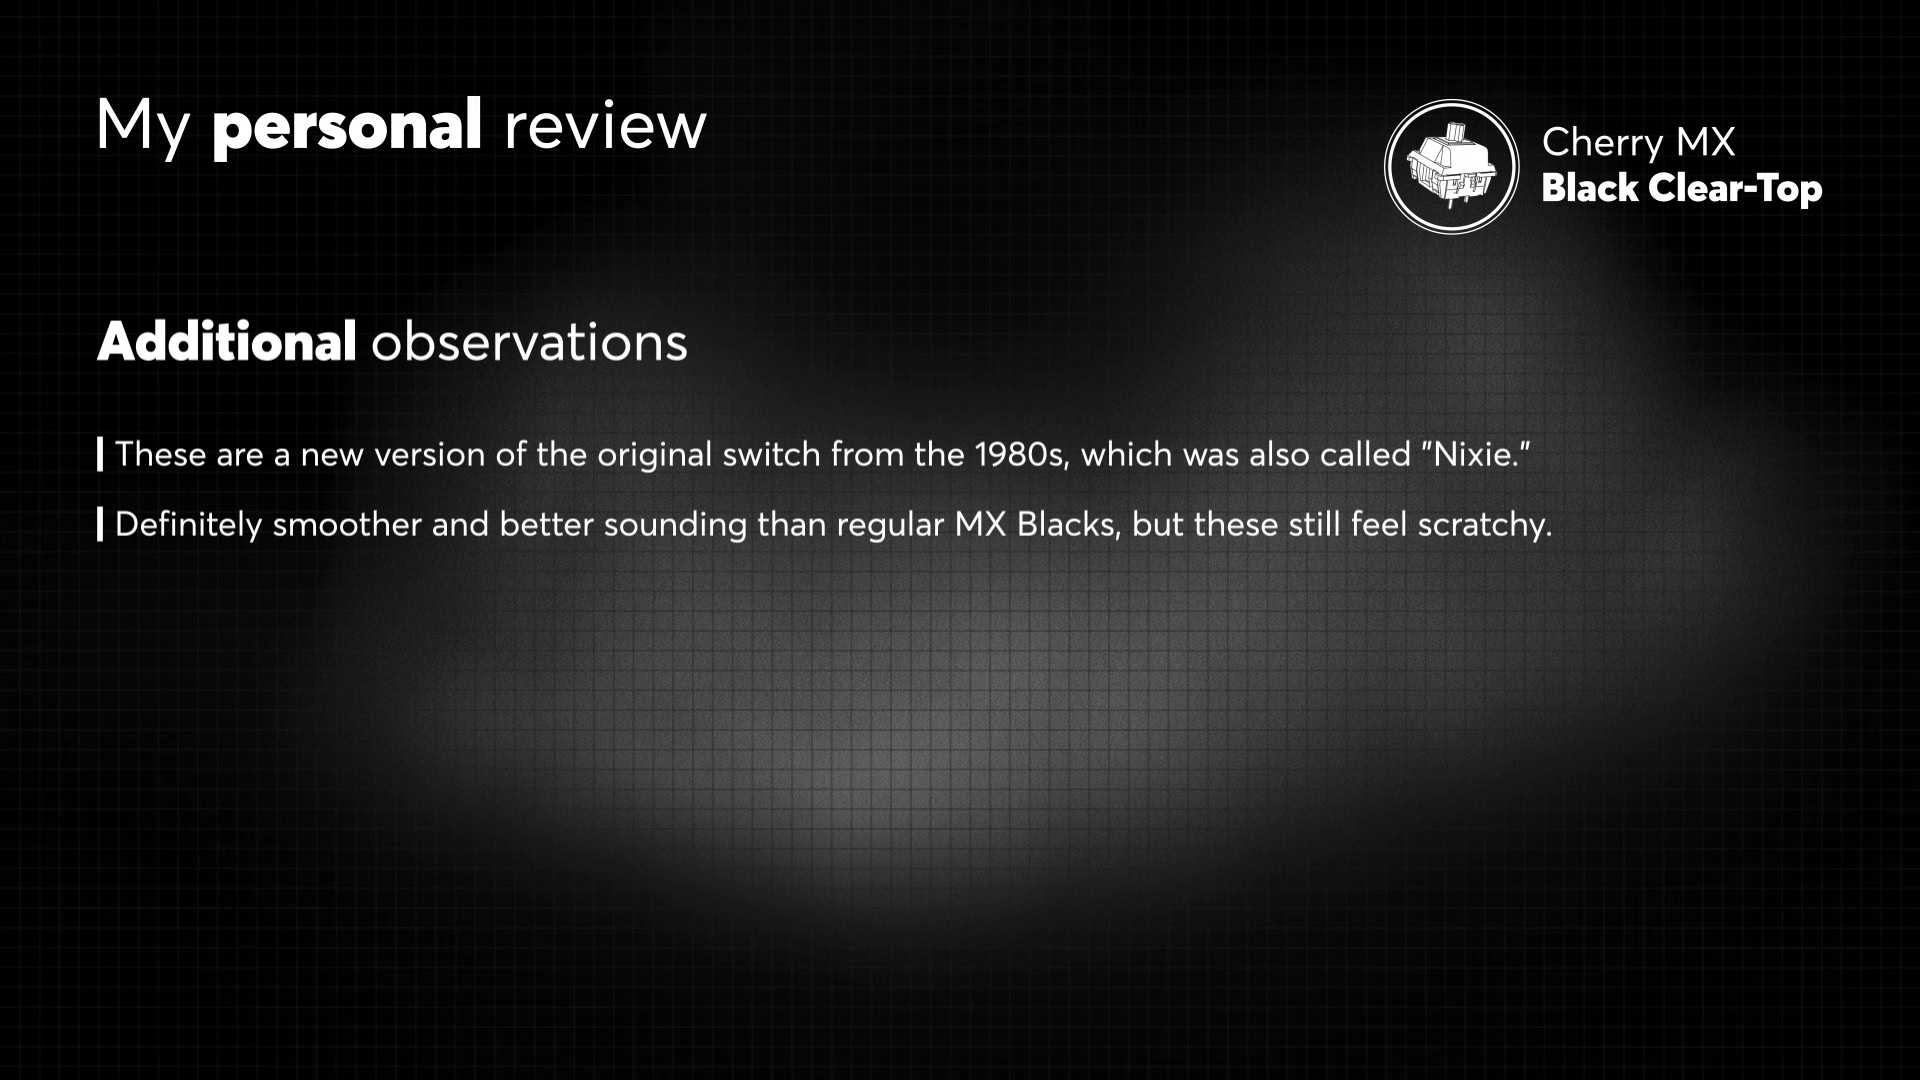 My personal review
Cherry MX
Black Clear-Top
Additional observations
These are a new version of the original switch from the 1980s, which was also called "Nixie."
Definitely smoother and better sounding than regular MX Blacks, but these still feel scratchy.